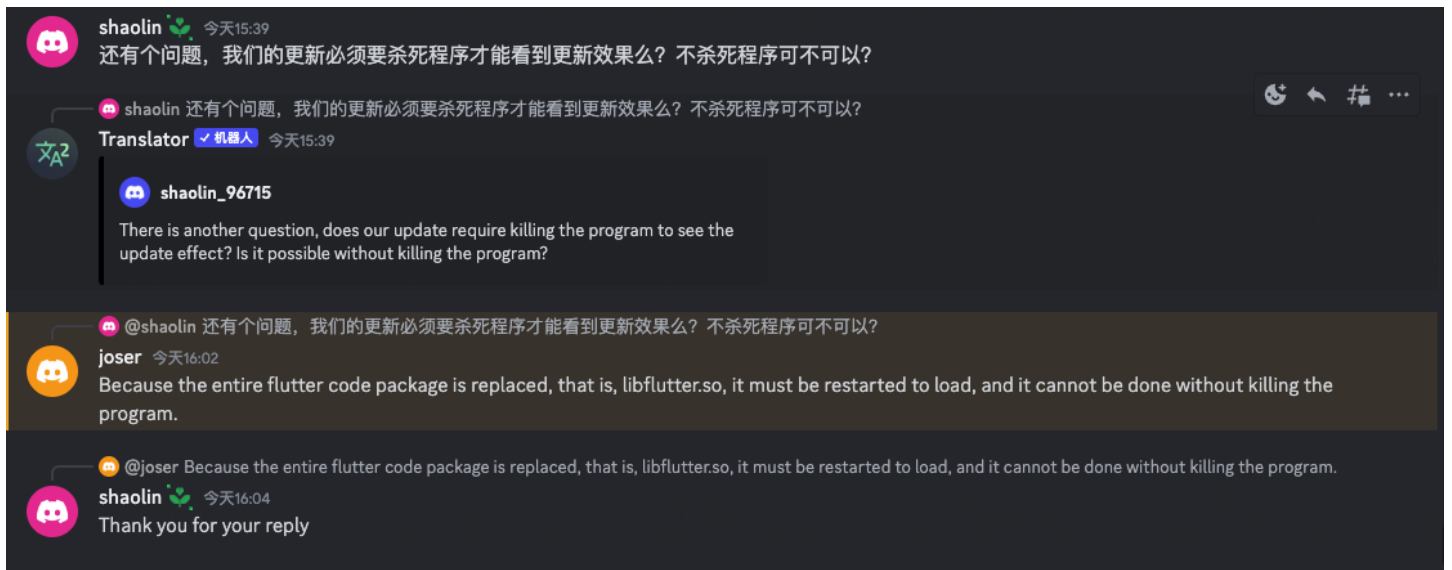 shaolin 今天15:39
还有个问题，我们的更新必须要杀死程序才能看到更新效果么？不杀死程序可不可以？
shaolin 还有个问题，我们的更新必须要杀死程序才能看到更新效果么？不杀死程序可不可以？
Translator ✓ 机器人 今天15:39
shaolin_96715
There is another question, does our update require killing the program to see the
update effect? Is it possible without killing the program?
@shaolin 还有个问题，我们的更新必须要杀死程序才能看到更新效果么？不杀死程序可不可以？
joser 今天16:02
Because the entire flutter code package is replaced, that is, libflutter.so, it must be restarted to load, and it cannot be done without killing the
program.
@joser Because the entire flutter code package is replaced, that is, libflutter.so, it must be restarted to load, and it cannot be done without killing the program.
shaolin 今天16:04
Thank you for your reply